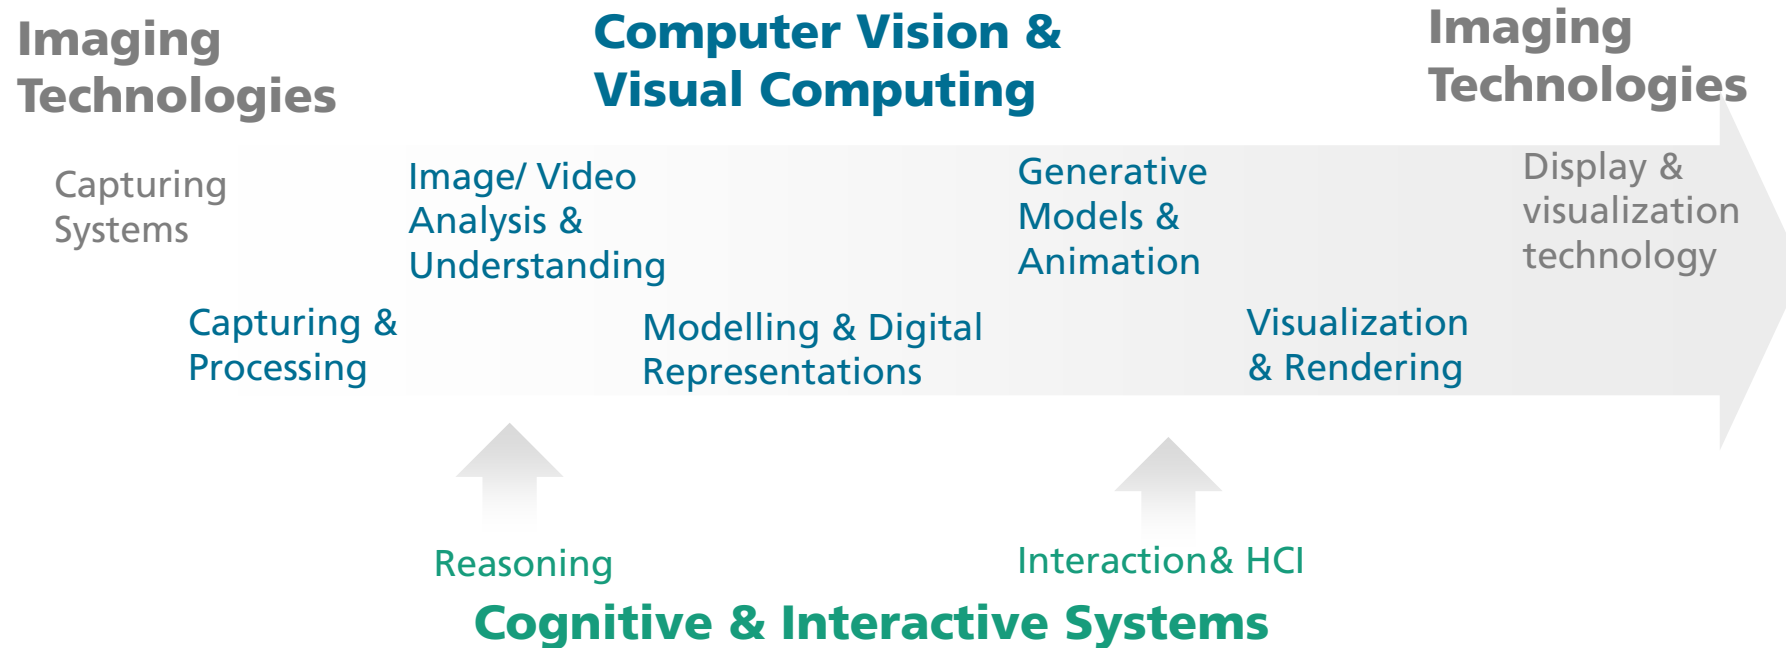 Imaging
Technologies
Computer Vision &
Visual Computing
Imaging
Technologies
Capturing
Systems
Image/ Video
Analysis &
Understanding
Generative
Models &
Animation
Display &
visualization
technology
Capturing &
Processing
Modelling & Digital
Representations
Visualization
& Rendering
Reasoning
Interaction& HCI
Cognitive & Interactive Systems